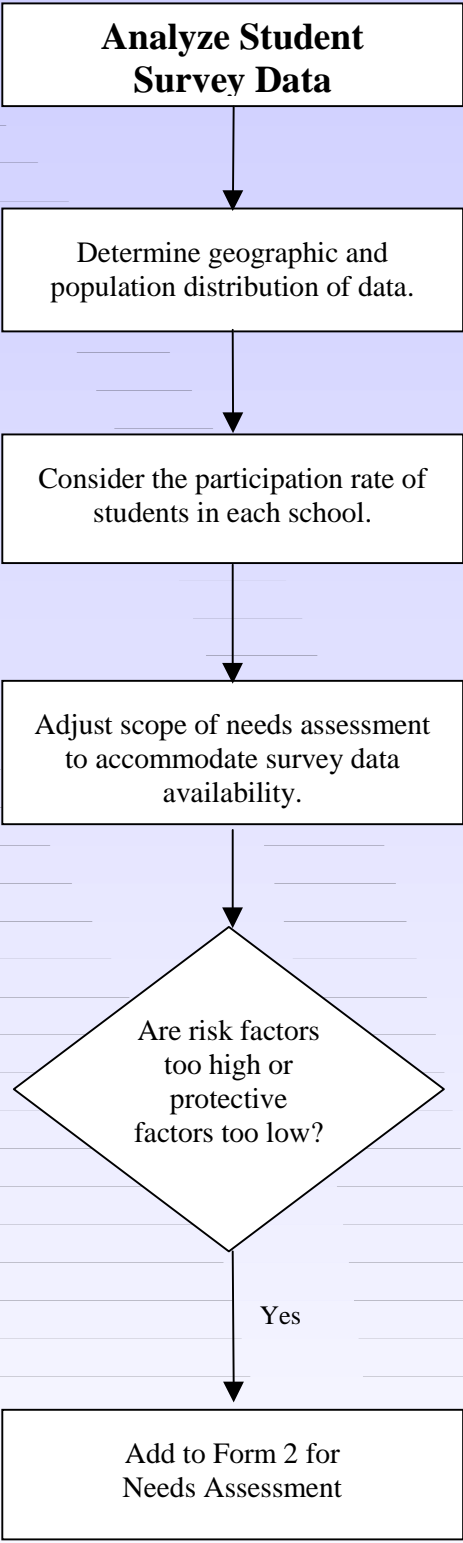 Analyze Student
Survey Data
Determine geographic and
population distribution of data.
Consider the participation rate of
students in each school.
Adjust scope of needs assessment
to accommodate survey data
availability.
Are risk factors
too high or
protective
factors too low?
Yes
Add to Form 2 for
Needs Assessment